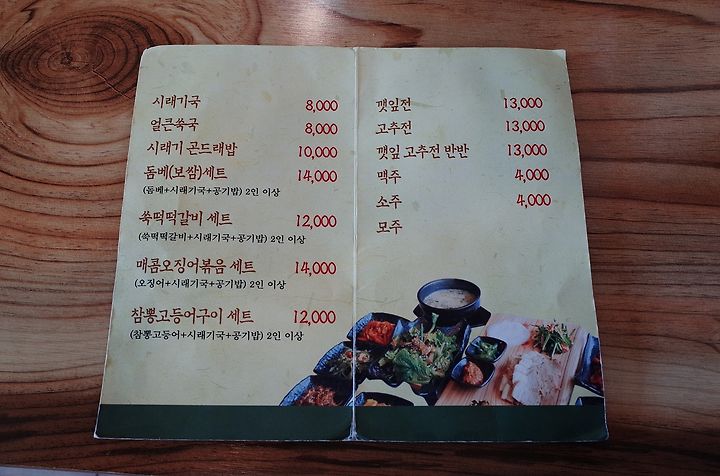 시래기국 8,000
얼큰쑥국 8,000
시래기 곤드래밥 10,000
돔베(보쌈)세트 14,000
(돔베+시래기국+공기밥) 2인 이상
쑥떡떡갈비 세트 12,000
(쑥떡떡갈비+시래기국+공기밥) 2인 이상
매콤오징어볶음 세트 14,000
(오징어+시래기국+공기밥) 2인 이상
참뽕고등어구이 세트 12,000
(참뽕고등어+시래기국+공기밥) 2인 이상
깻잎전 13,000
고추전 13,000
깻잎 고추전 반반 13,000
맥주 4,000
소주 4,000
모주